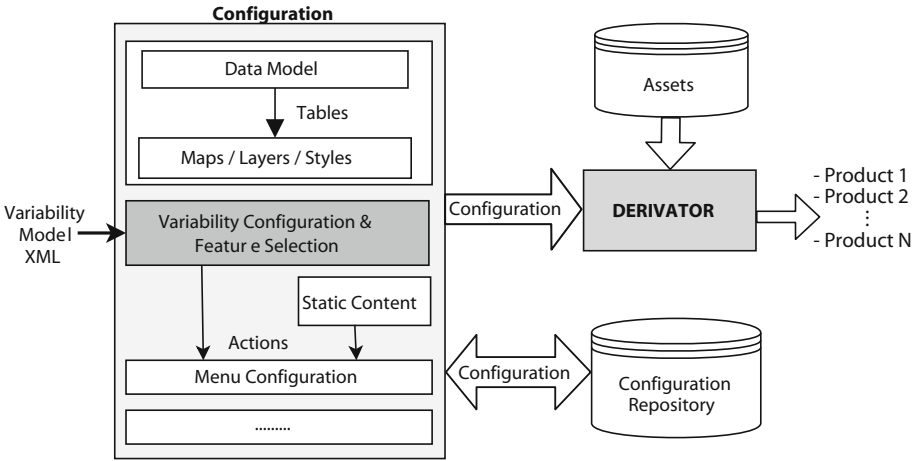 Configuration
Data Model
Tables
Maps / Layers / Styles
Variability
Model
XML
Variability Configuration &
Featur e Selection
Static Content
Actions
Menu Configuration
.........
Configuration
Assets
DERIVATOR
- Product 1
- Product 2
⋮
- Product N
Configuration
Configuration
Repository